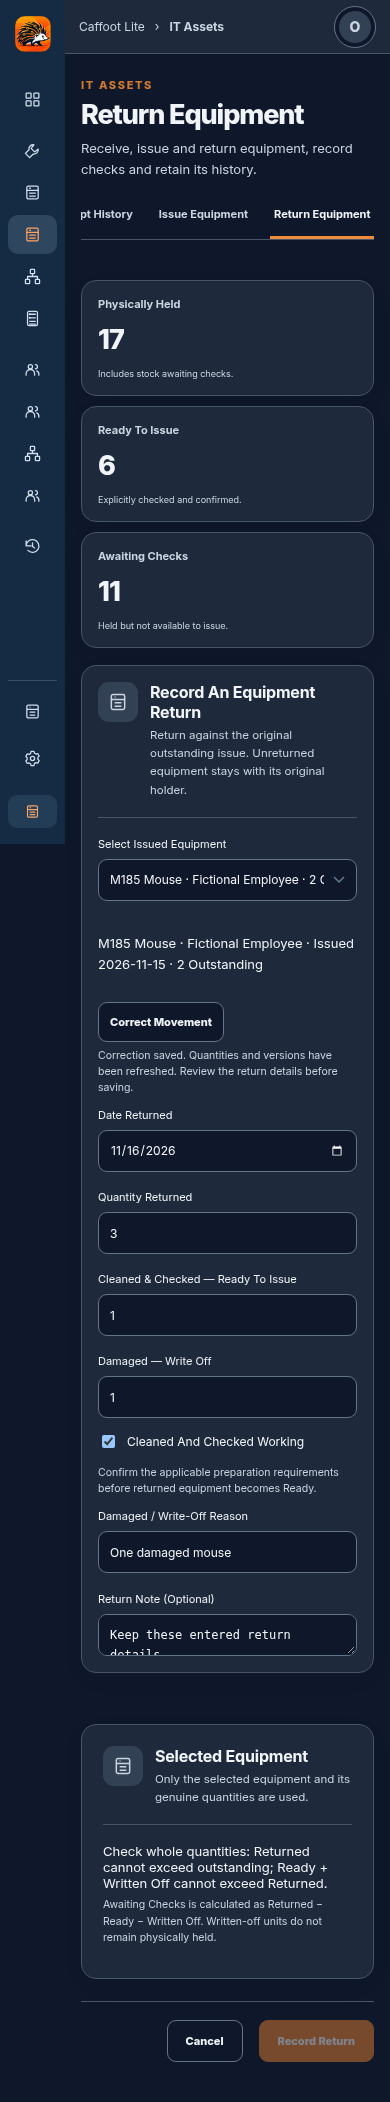 Caffoot Lite › IT Assets
O
IT ASSETS
Return Equipment
Receive, issue and return equipment, record
checks and retain its history.
pt History Issue Equipment Return Equipment
Physically Held
17
Includes stock awaiting checks.
Ready To Issue
6
Explicitly checked and confirmed.
Awaiting Checks
11
Held but not available to issue.
Record An Equipment
Return
Return against the original
outstanding issue. Unreturned
equipment stays with its original
holder.
Select Issued Equipment
M185 Mouse · Fictional Employee · 2
M185 Mouse · Fictional Employee · Issued
2026-11-15 · 2 Outstanding
Correct Movement
Correction saved. Quantities and versions have
been refreshed. Review the return details before
saving.
Date Returned
11/16/2026
Quantity Returned
3
Cleaned & Checked — Ready To Issue
1
Damaged — Write Off
1
Cleaned And Checked Working
Confirm the applicable preparation requirements
before returned equipment becomes Ready.
Damaged / Write-Off Reason
One damaged mouse
Return Note (Optional)
Keep these entered return
details
Selected Equipment
Only the selected equipment and its
genuine quantities are used.
Check whole quantities: Returned
cannot exceed outstanding; Ready +
Written Off cannot exceed Returned.
Awaiting Checks is calculated as Returned −
Ready − Written Off. Written-off units do not
remain physically held.
Cancel Record Return